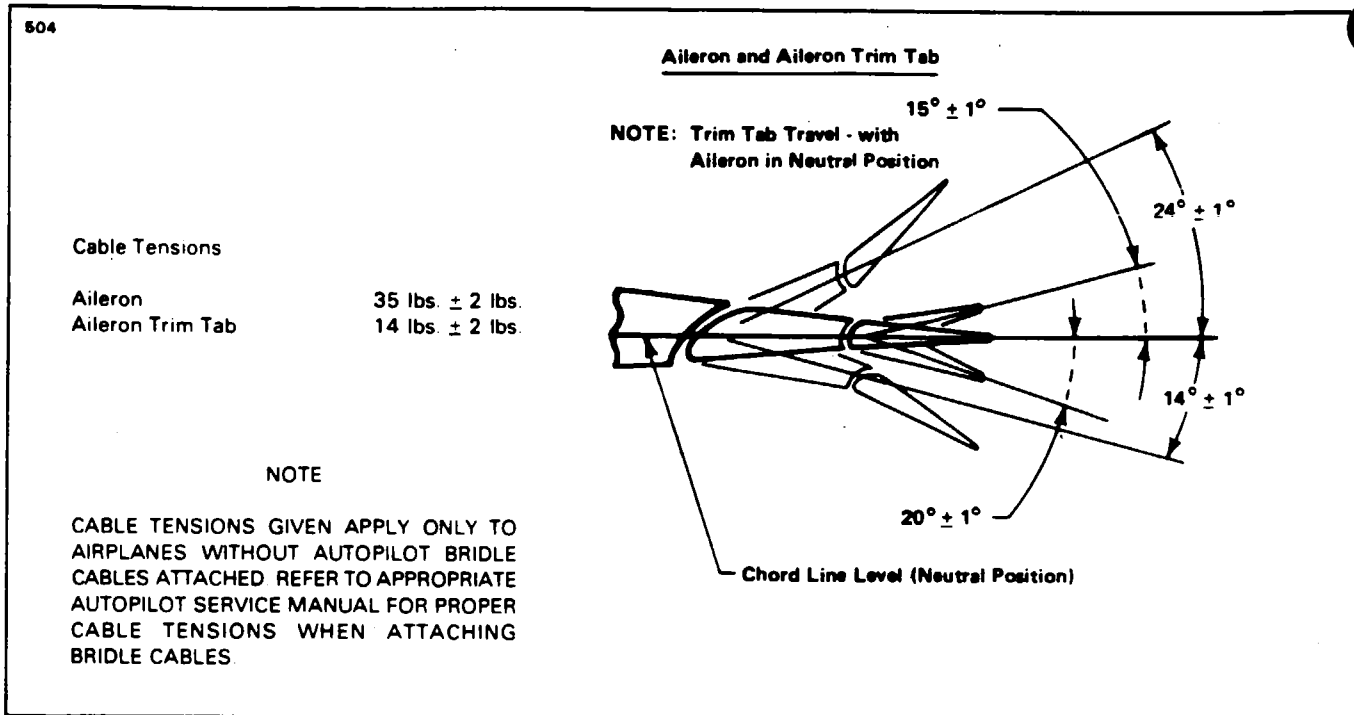 504
Aileron and Aileron Trim Tab
15° ± 1°
NOTE: Trim Tab Travel - with
Aileron in Neutral Position
24° ± 1°
Cable Tensions
Aileron 35 lbs. ± 2 lbs.
Aileron Trim Tab 14 lbs. ± 2 lbs.
14° ± 1°
NOTE
CABLE TENSIONS GIVEN APPLY ONLY TO
AIRPLANES WITHOUT AUTOPILOT BRIDLE
CABLES ATTACHED. REFER TO APPROPRIATE
AUTOPILOT SERVICE MANUAL FOR PROPER
CABLE TENSIONS WHEN ATTACHING
BRIDLE CABLES.
20° ± 1°
Chord Line Level (Neutral Position)